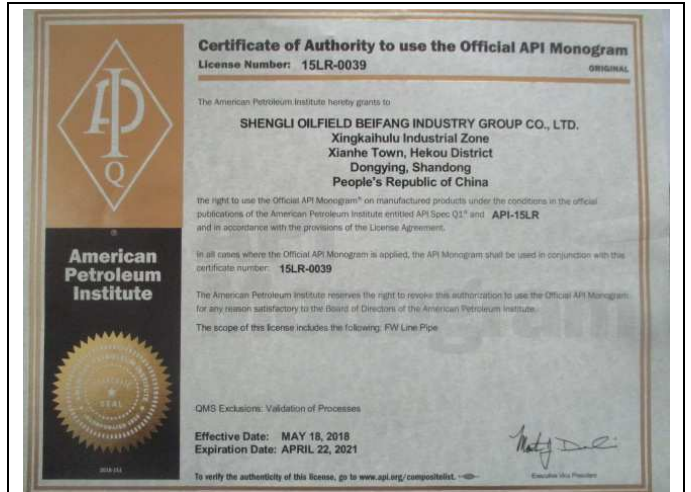 Certificate of Authority to use the Official API Monogram
License Number: 15LR-0039
ORIGINAL
The American Petroleum Institute hereby grants to
SHENGLI OILFIELD BEIFANG INDUSTRY GROUP CO., LTD.
Xingkaihulu Industrial Zone
Xianhe Town, Hekou District
Dongying, Shandong
People's Republic of China
the right to use the Official API Monogram® on manufactured products under the conditions in the official
publications of the American Petroleum Institute entitled API Spec Q1® and API-15LR
and in accordance with the provisions of the License Agreement.
In all cases where the Official API Monogram is applied, the API Monogram shall be used in conjunction with this
certificate number: 15LR-0039
The American Petroleum Institute reserves the right to revoke this authorization to use the Official API Monogram
for any reason satisfactory to the Board of Directors of the American Petroleum Institute.
The scope of this license includes the following: FW Line Pipe
QMS Exclusions: Validation of Processes
Effective Date: MAY 18, 2018
Expiration Date: APRIL 22, 2021
To verify the authenticity of this license, go to www.api.org/compositelist.
Executive Vice President
API
Q
®
American
Petroleum
Institute
AMERICAN PETROLEUM INSTITUTE
CORPORATE
SEAL
INCORPORATED 1919